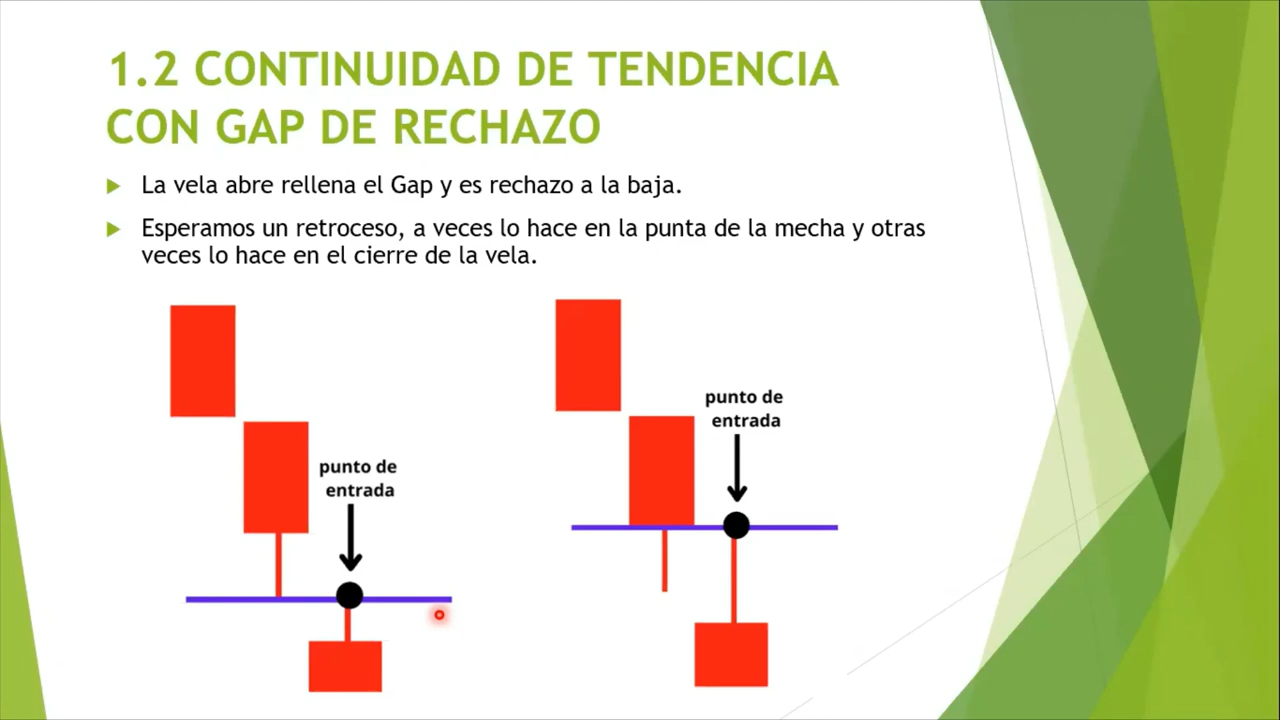 1.2 CONTINUIDAD DE TENDENCIA
CON GAP DE RECHAZO
La vela abre rellena el Gap y es rechazo a la baja.
Esperamos un retroceso, a veces lo hace en la punta de la mecha y otras
veces lo hace en el cierre de la vela.
punto de
entrada
punto de
entrada